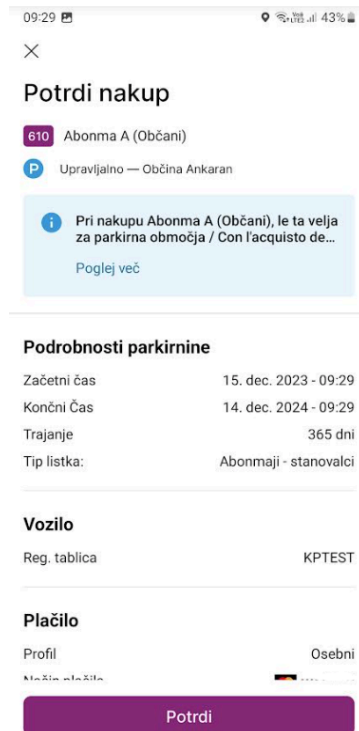 09:29 43%
Potrdi nakup
610 Abonma A (Občani)
P Upravljalno — Občina Ankaran
Pri nakupu Abonma A (Občani), le ta velja
za parkirna območja / Con l'acquisto de...
Poglej več
Podrobnosti parkirnine
Začetni čas 15. dec. 2023 - 09:29
Končni Čas 14. dec. 2024 - 09:29
Trajanje 365 dni
Tip listka: Abonmaji - stanovalci
Vozilo
Reg. tablica KPTEST
Plačilo
Profil Osebni
Način plačila
Potrdi